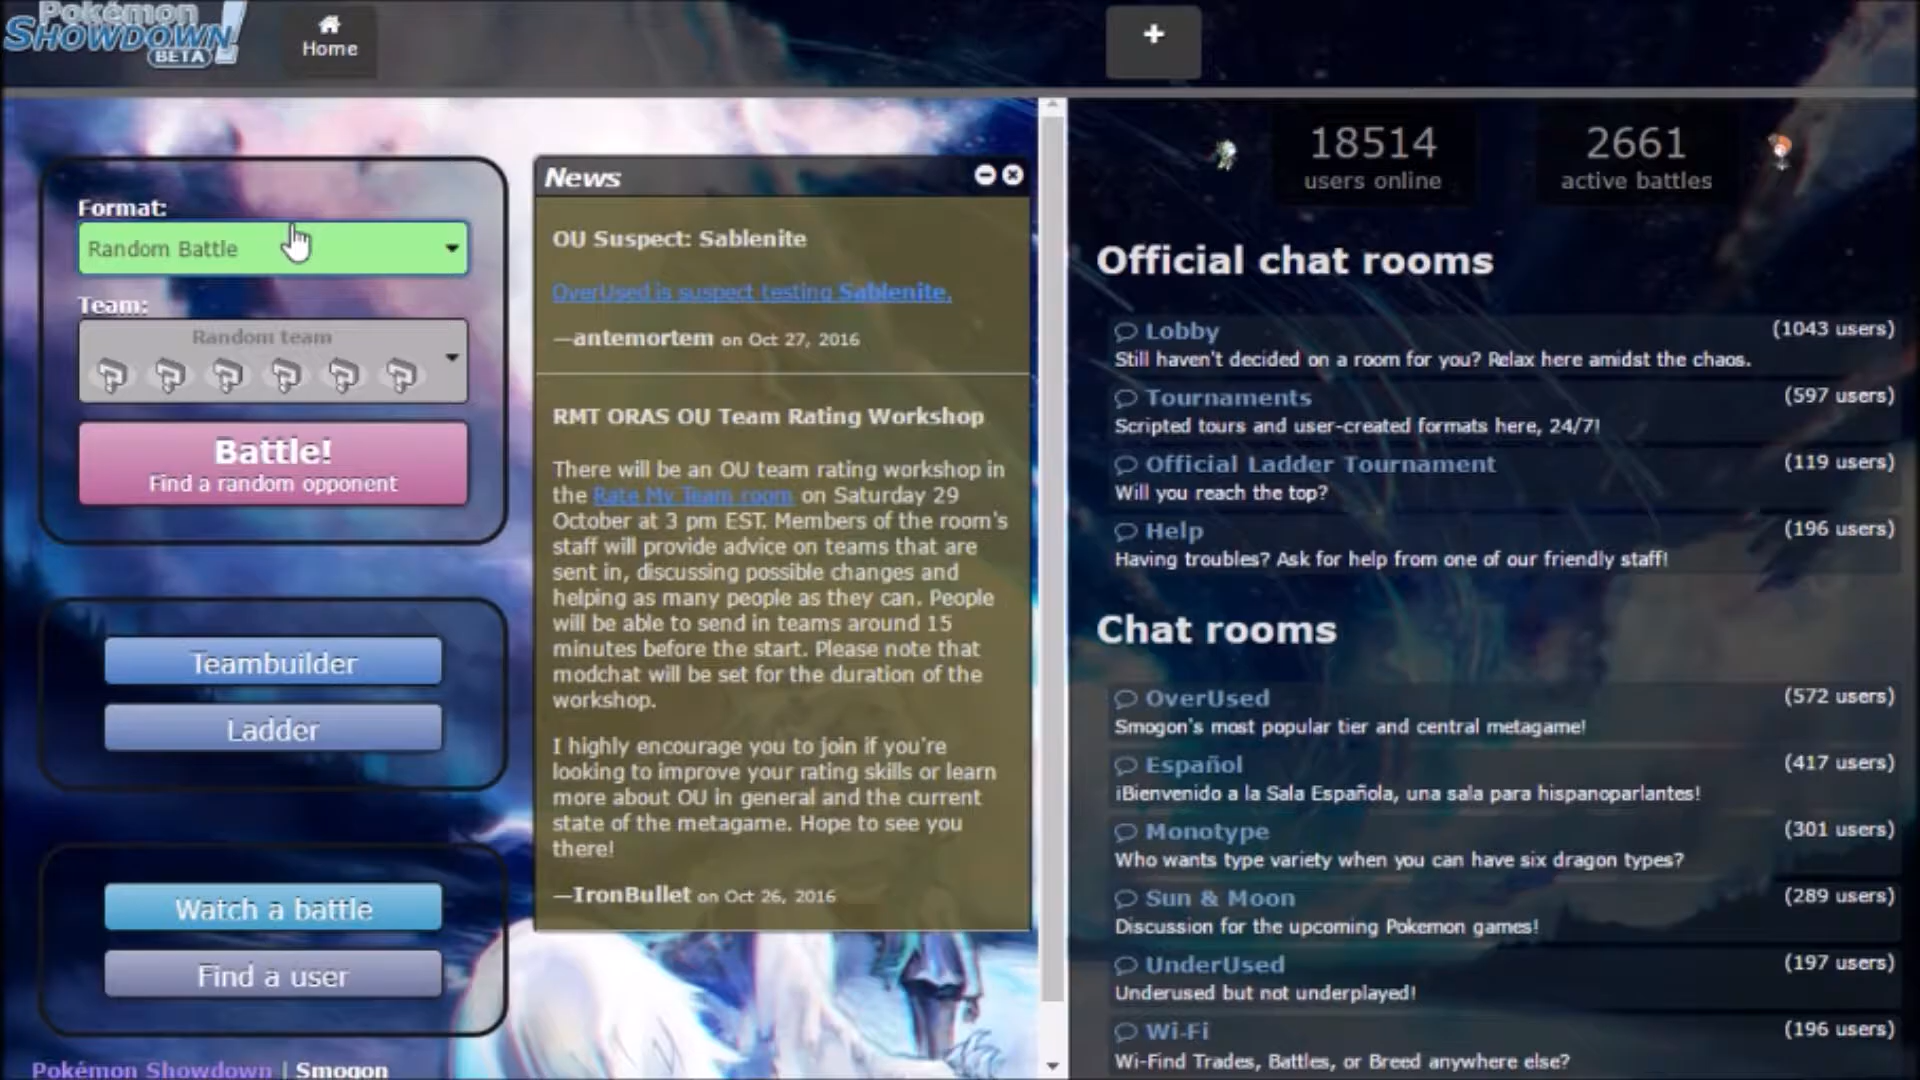 Pokémon
SHOWDOWN!
BETA
Home
Format:
Random Battle
Team:
Random team
Battle!
Find a random opponent
Teambuilder
Ladder
Watch a battle
Find a user
Pokémon Showdown | Smogon
News
OU Suspect: Sablenite
OverUsed is suspect testing Sablenite.
—antemortem on Oct 27, 2016
RMT ORAS OU Team Rating Workshop
There will be an OU team rating workshop in
the Rate My Team room on Saturday 29
October at 3 pm EST. Members of the room's
staff will provide advice on teams that are
sent in, discussing possible changes and
helping as many people as they can. People
will be able to send in teams around 15
minutes before the start. Please note that
modchat will be set for the duration of the
workshop.
I highly encourage you to join if you're
looking to improve your rating skills or learn
more about OU in general and the current
state of the metagame. Hope to see you
there!
—IronBullet on Oct 26, 2016
18514
users online
2661
active battles
Official chat rooms
Lobby (1043 users)
Still haven't decided on a room for you? Relax here amidst the chaos.
Tournaments (597 users)
Scripted tours and user-created formats here, 24/7!
Official Ladder Tournament (119 users)
Will you reach the top?
Help (196 users)
Having troubles? Ask for help from one of our friendly staff!
Chat rooms
OverUsed (572 users)
Smogon's most popular tier and central metagame!
Español (417 users)
¡Bienvenido a la Sala Española, una sala para hispanoparlantes!
Monotype (301 users)
Who wants type variety when you can have six dragon types?
Sun & Moon (289 users)
Discussion for the upcoming Pokemon games!
UnderUsed (197 users)
Underused but not underplayed!
Wi-Fi (196 users)
Wi-Find Trades, Battles, or Breed anywhere else?